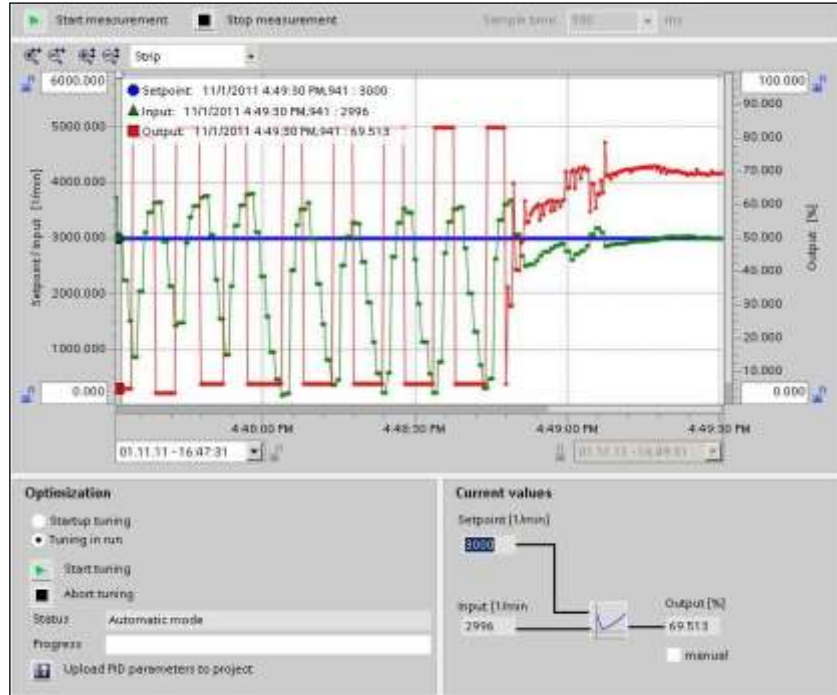 Start measurement Stop measurement Sample time: ms
Strip
6000.000 100.000
Setpoint: 11/1/2011 4:49:30 PM,941 : 3000
Input: 11/1/2011 4:49:30 PM,941 : 2996
Output: 11/1/2011 4:49:30 PM,941 : 69.513
90.000
5000.000 80.000
4000.000 70.000
60.000
3000.000 50.000
Setpoint / Input [1/min]
Output [%]
40.000
2000.000 30.000
20.000
1000.000
10.000
0.000 0.000
4:48:00 PM 4:48:30 PM 4:49:00 PM 4:49:30 PM
01.11.11 - 16:47:31
Optimization
Startup tuning
Tuning in run
Start tuning
Abort tuning
Status Automatic mode
Progress
Upload PID parameters to project
Current values
Setpoint [1/min]
3000
Input [1/min Output [%]
2996 69.513
manual